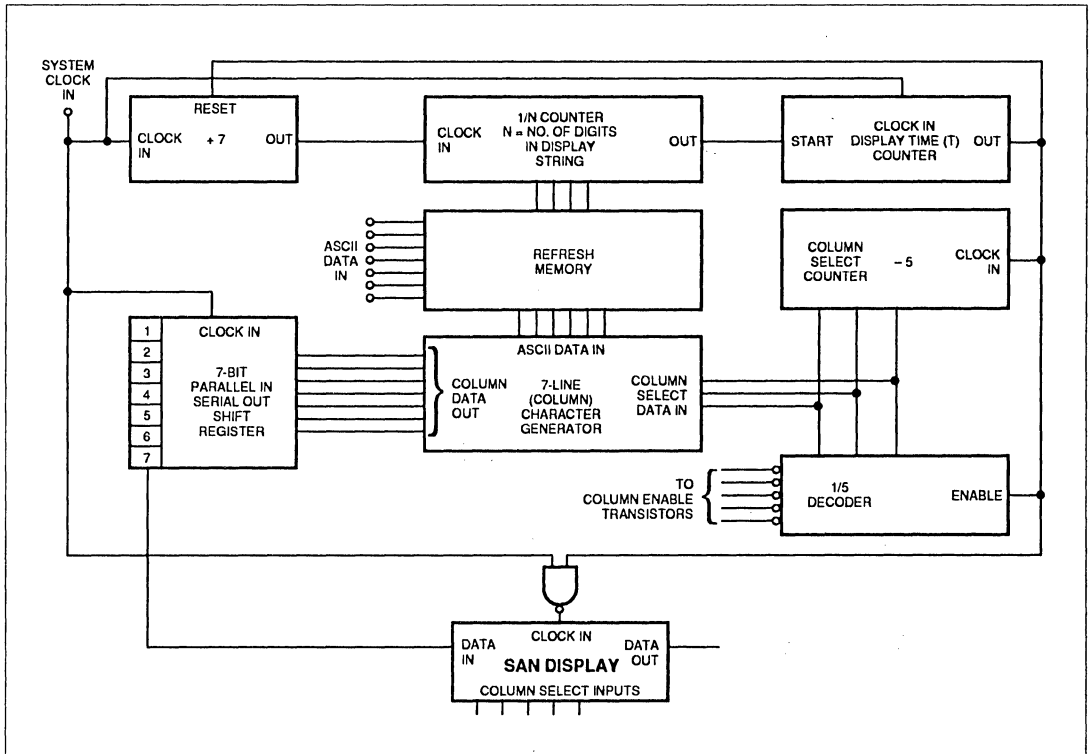 SYSTEM
CLOCK
IN
RESET
CLOCK
IN
+ 7
OUT
1/N COUNTER
CLOCK
IN
N = NO. OF DIGITS
IN DISPLAY
STRING
OUT
CLOCK IN
START
DISPLAY TIME (T)
COUNTER
OUT
ASCII
DATA
IN
REFRESH
MEMORY
COLUMN
SELECT
COUNTER
– 5
CLOCK
IN
1
2
3
4
5
6
7
CLOCK IN
7-BIT
PARALLEL IN
SERIAL OUT
SHIFT
REGISTER
ASCII DATA IN
COLUMN
DATA
OUT
7-LINE
(COLUMN)
CHARACTER
GENERATOR
COLUMN
SELECT
DATA IN
TO
COLUMN ENABLE
TRANSISTORS
1/5
DECODER
ENABLE
CLOCK IN
DATA
IN
DATA
OUT
SAN DISPLAY
COLUMN SELECT INPUTS